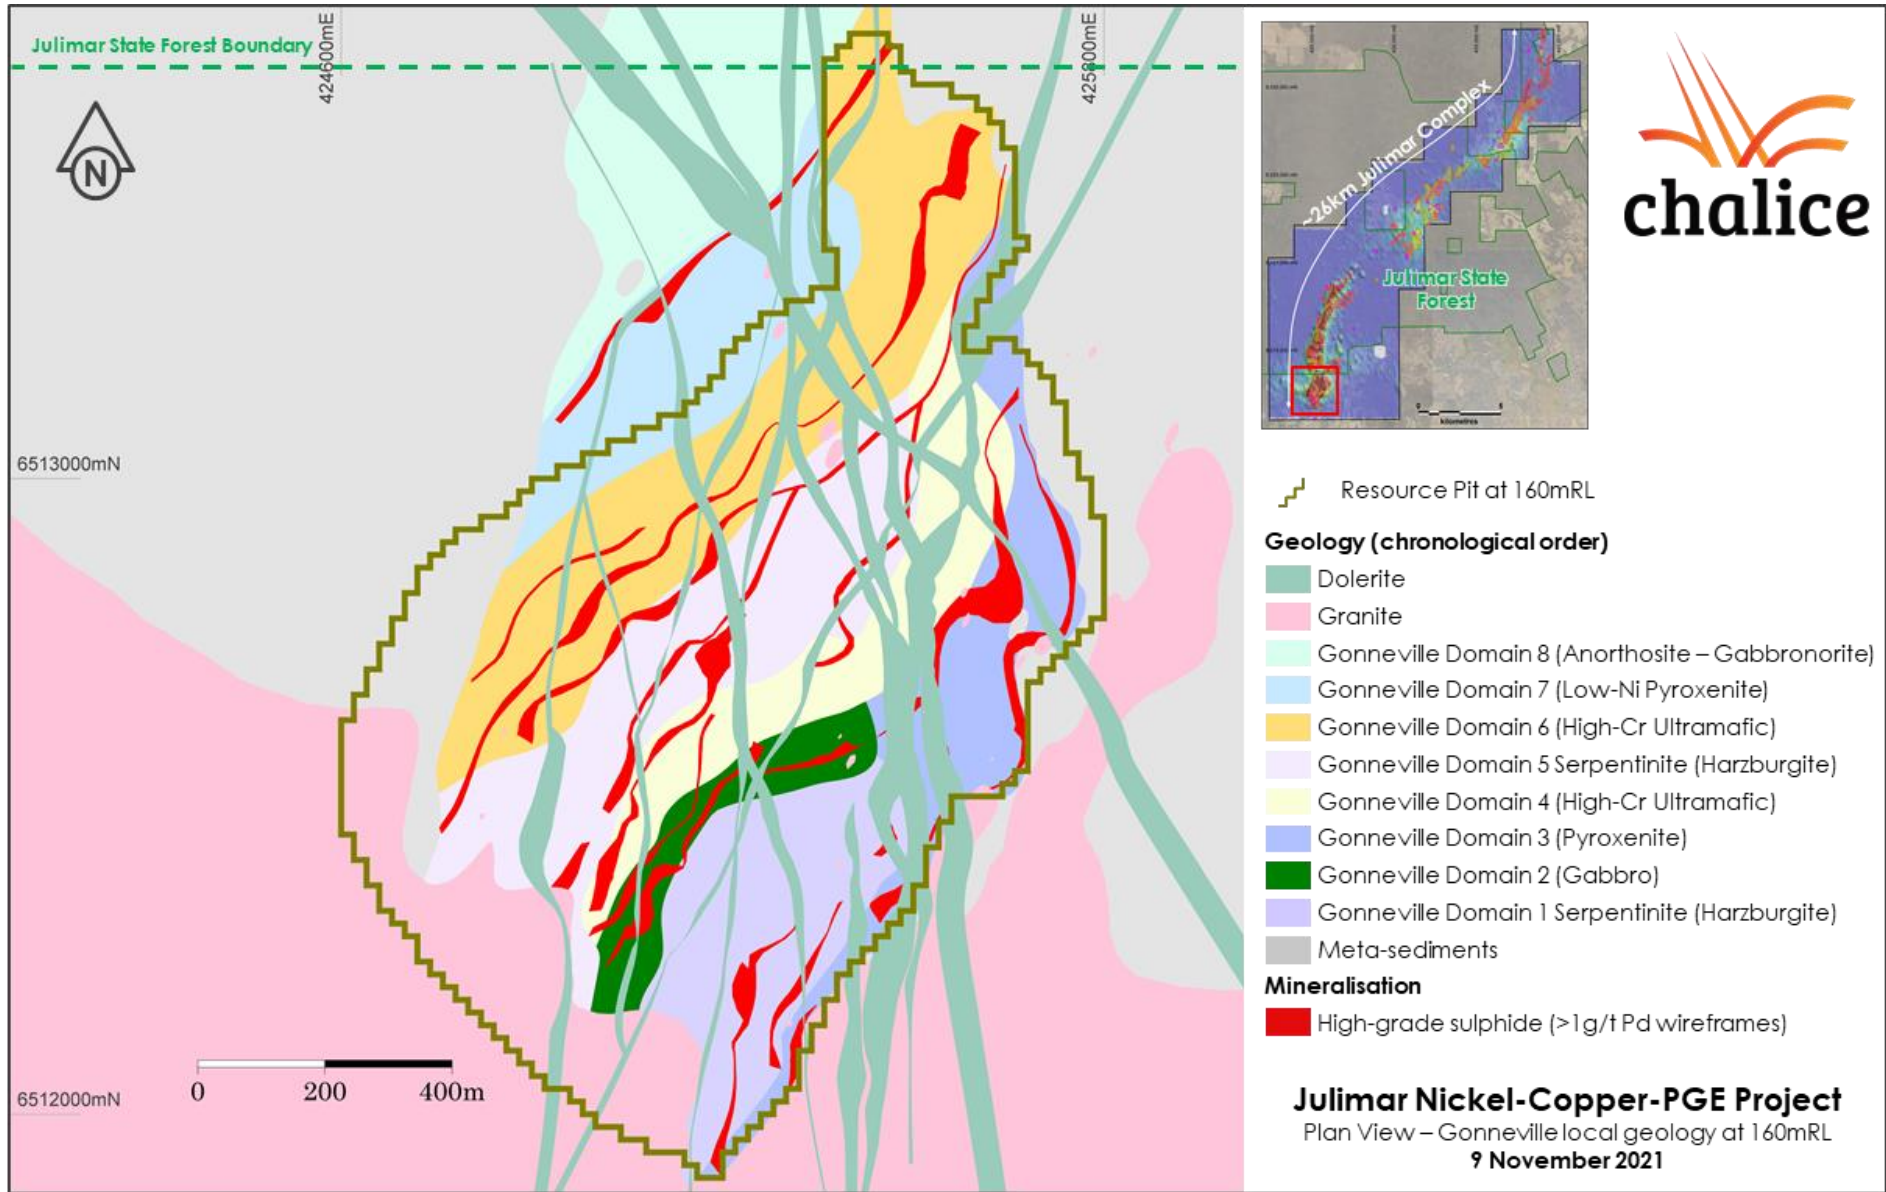 Julimar State Forest Boundary
424600mE
425800mE
N
6513000mN
6512000mN
0 200 400m
~26km Julimar Complex
Julimar State
Forest
kilometres
chalice
Resource Pit at 160mRL
Geology (chronological order)
Dolerite
Granite
Gonneville Domain 8 (Anorthosite – Gabbronorite)
Gonneville Domain 7 (Low-Ni Pyroxenite)
Gonneville Domain 6 (High-Cr Ultramafic)
Gonneville Domain 5 Serpentinite (Harzburgite)
Gonneville Domain 4 (High-Cr Ultramafic)
Gonneville Domain 3 (Pyroxenite)
Gonneville Domain 2 (Gabbro)
Gonneville Domain 1 Serpentinite (Harzburgite)
Meta-sediments
Mineralisation
High-grade sulphide (>1g/t Pd wireframes)
Julimar Nickel-Copper-PGE Project
Plan View – Gonneville local geology at 160mRL
9 November 2021